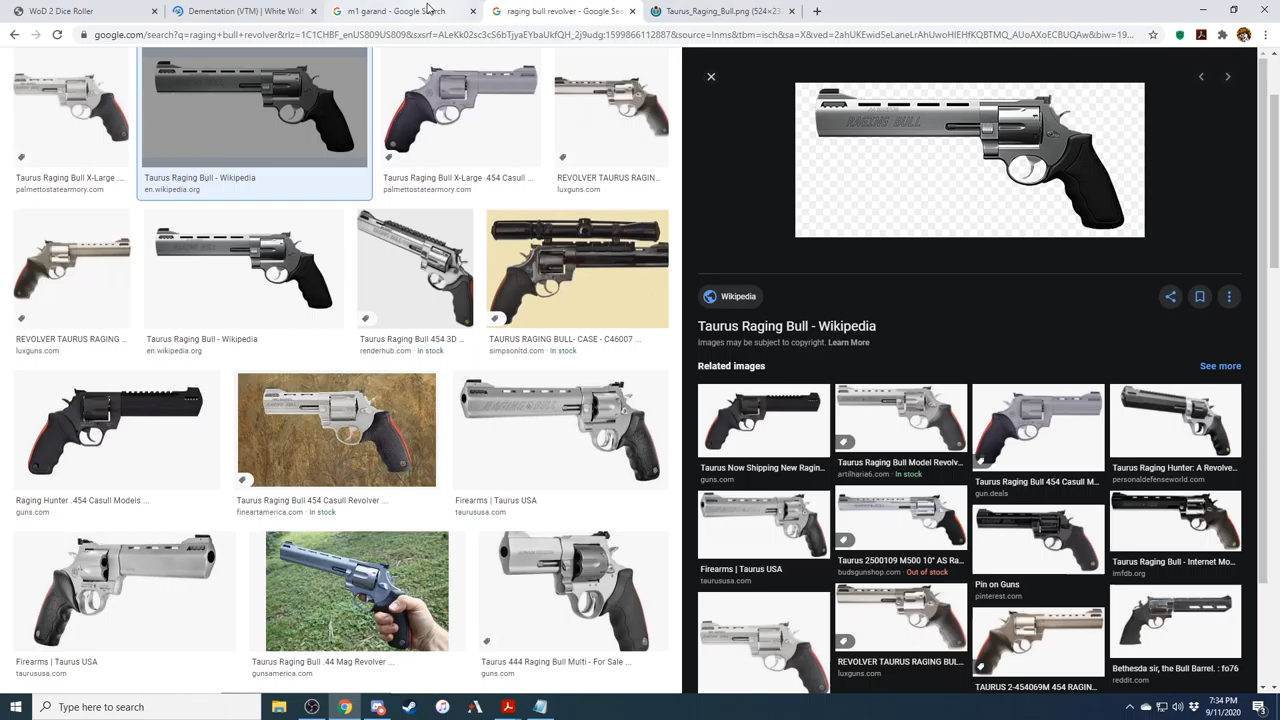 WoD 2 Dice Roller
Dementation (VTM) | White Wolf
m1 garand - Google Search
raging bull revolver - Google Sea
Taurus_Raging_Bull.png (524×23
google.com/search?q=raging+bull+revolver&rlz=1C1CHBF_enUS809US809&sxsrf=ALeKk02sc3cS6bTjyaEYbaUkfQH_2j9udg:1599866112887&source=lnms&tbm=isch&sa=X&ved=2ahUKEwid5eLaneLrAhUWoHIEHfKQBTMQ_AUoAXoECBUQAw&biw=19...
Taurus Raging Bull X-Large ...
palmettostatearmory.com
Taurus Raging Bull - Wikipedia
en.wikipedia.org
Taurus Raging Bull X-Large .454 Casull ...
palmettostatearmory.com
REVOLVER TAURUS RAGIN...
luxguns.com
REVOLVER TAURUS RAGING ...
luxguns.com
Taurus Raging Bull - Wikipedia
en.wikipedia.org
Taurus Raging Bull 454 3D ...
renderhub.com · In stock
TAURUS RAGING BULL- CASE - C46007 ...
simpsonltd.com · In stock
Raging Hunter .454 Casull Models ...
guns.com
Taurus Raging Bull 454 Casull Revolver ...
fineartamerica.com · In stock
RAGING BULL
Firearms | Taurus USA
taurususa.com
Firearms | Taurus USA
taurususa.com
Taurus Raging Bull .44 Mag Revolver ...
gunsamerica.com
Taurus 444 Raging Bull Multi - For Sale ...
guns.com
RAGING BULL
Wikipedia
Taurus Raging Bull - Wikipedia
Images may be subject to copyright. Learn More
Related images
See more
Taurus Now Shipping New Ragin...
guns.com
Taurus Raging Bull Model Revolv...
artilharia6.com · In stock
Taurus Raging Bull 454 Casull M...
gun.deals
Taurus Raging Hunter: A Revolve...
personaldefenseworld.com
Firearms | Taurus USA
taurususa.com
Taurus 2500109 M500 10" AS Ra...
budsgunshop.com · Out of stock
Pin on Guns
pinterest.com
Taurus Raging Bull - Internet Mo...
imfdb.org
REVOLVER TAURUS RAGING BUL...
luxguns.com
TAURUS 2-454069M 454 RAGIN...
Bethesda sir, the Bull Barrel. : fo76
reddit.com
Type here to search
7:34 PM
9/11/2020
3